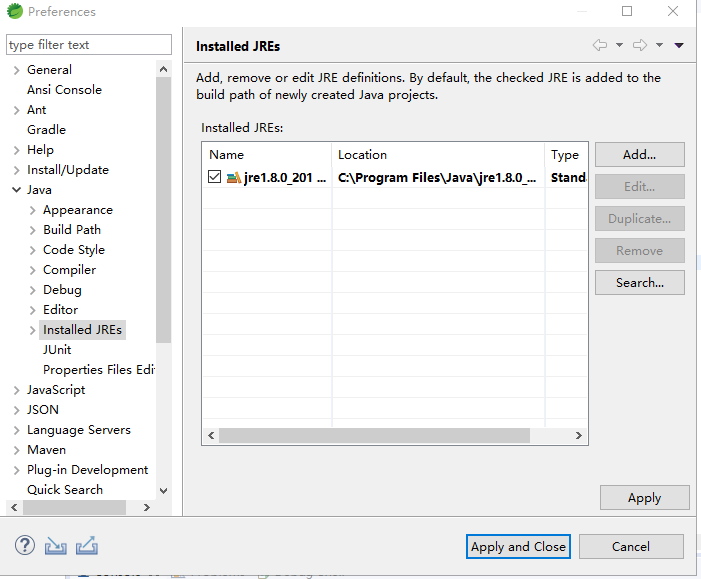 Preferences
type filter text
General
Ansi Console
Ant
Gradle
Help
Install/Update
Java
Appearance
Build Path
Code Style
Compiler
Debug
Editor
Installed JREs
JUnit
Properties Files Edi
JavaScript
JSON
Language Servers
Maven
Plug-in Development
Quick Search
Installed JREs
Add, remove or edit JRE definitions. By default, the checked JRE is added to the
build path of newly created Java projects.
Installed JREs:
Name Location Type
jre1.8.0_201 ... C:\Program Files\Java\jre1.8.0_... Standa
Add...
Edit...
Duplicate...
Remove
Search...
Apply
Apply and Close Cancel